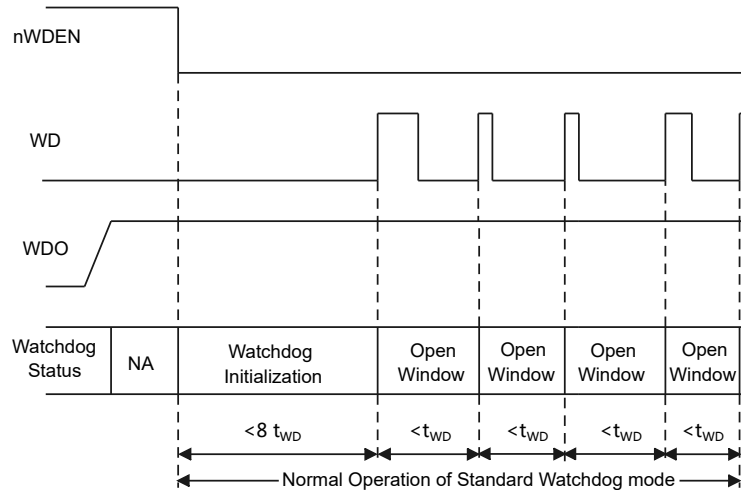 nWDEN
WD
WDO
Watchdog
Status
NA
Watchdog
Initialization
Open
Window
Open
Window
Open
Window
Open
Window
<8 tWD
<tWD
<tWD
<tWD
<tWD
Normal Operation of Standard Watchdog mode